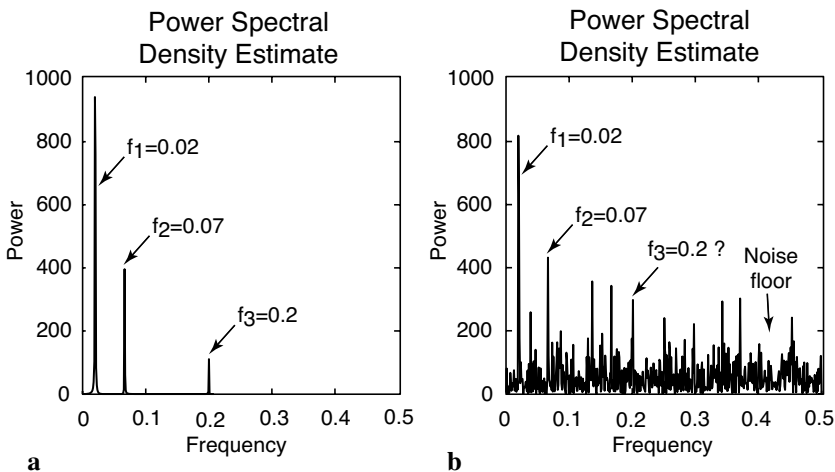 Power Spectral
Density Estimate
1000
800
600
400
200
0
Power
f1=0.02
f2=0.07
f3=0.2
0 0.1 0.2 0.3 0.4 0.5
Frequency
a
Power Spectral
Density Estimate
1000
800
600
400
200
0
Power
f1=0.02
f2=0.07
f3=0.2 ?
Noise
floor
0 0.1 0.2 0.3 0.4 0.5
Frequency
b